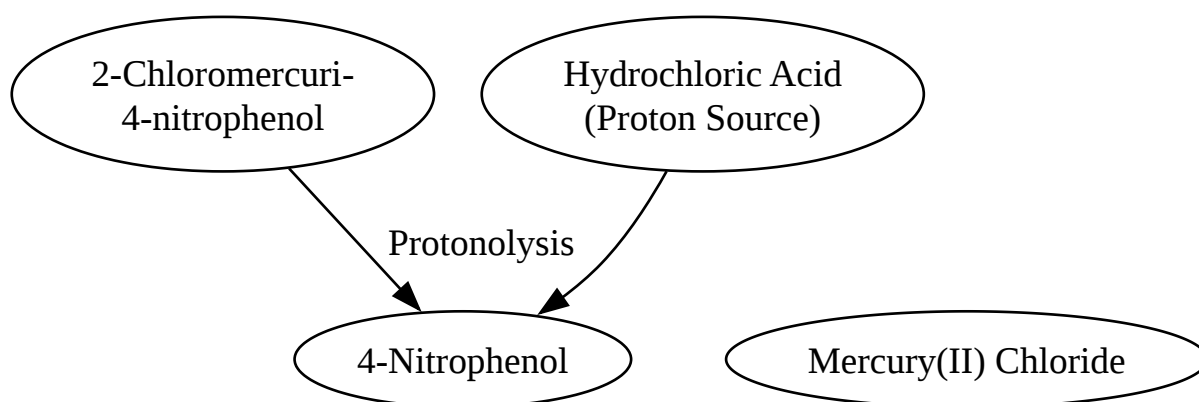 2-Chloromercuri-
4-nitrophenol
Hydrochloric Acid
(Proton Source)
Protonolysis
4-Nitrophenol
Mercury(II) Chloride